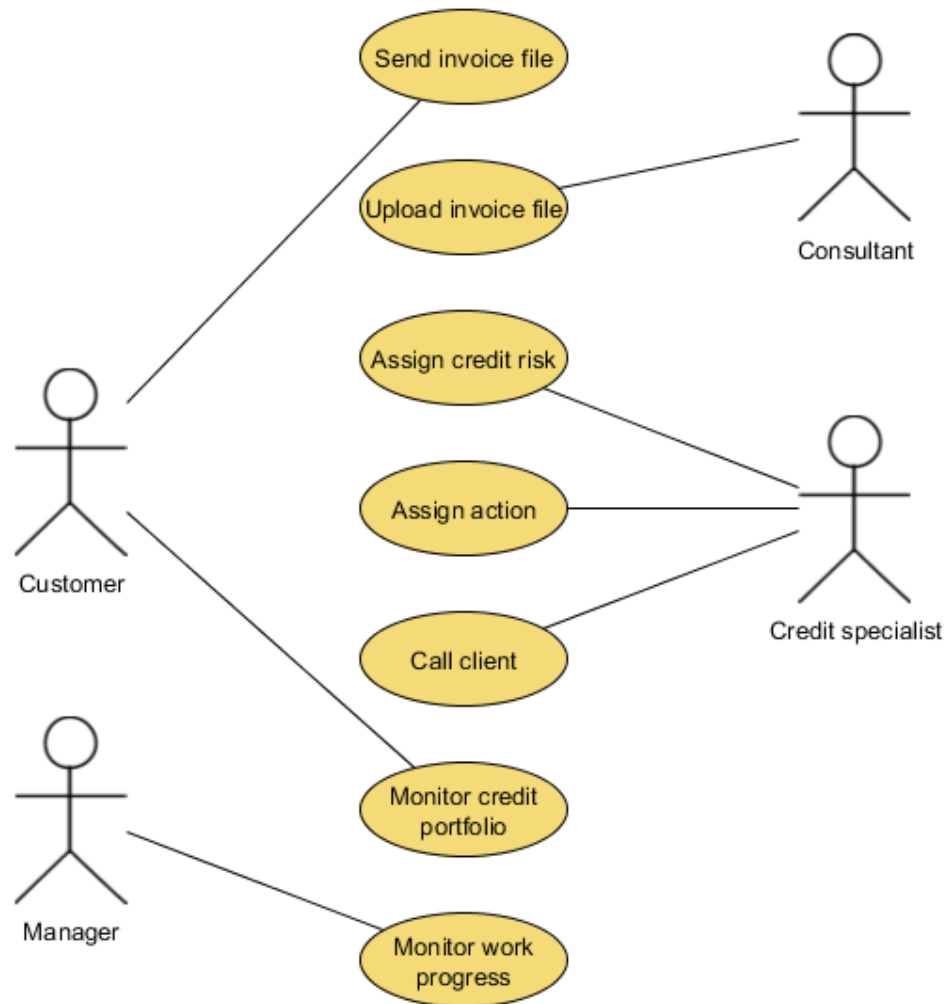 Send invoice file
Upload invoice file
Consultant
Assign credit risk
Assign action
Customer
Credit specialist
Call client
Monitor credit
portfolio
Manager
Monitor work
progress